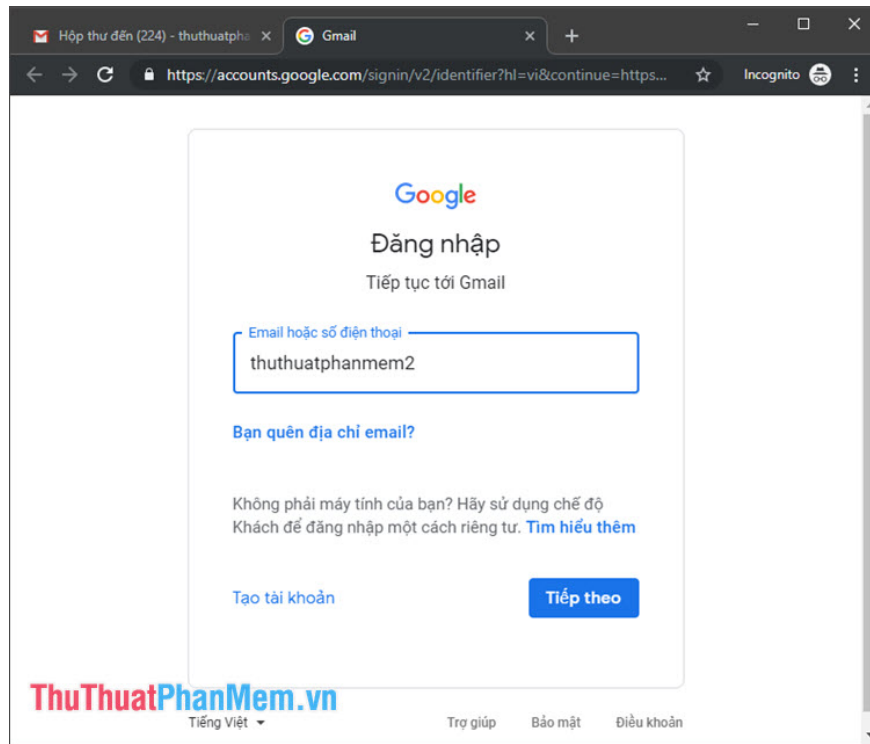 Hộp thư đến (224) - thuthuatpha
Gmail
https://accounts.google.com/signin/v2/identifier?hl=vi&continue=https...
Incognito
Google
Đăng nhập
Tiếp tục tới Gmail
Email hoặc số điện thoại
thuthuatphanmem2
Bạn quên địa chỉ email?
Không phải máy tính của bạn? Hãy sử dụng chế độ
Khách để đăng nhập một cách riêng tư. Tìm hiểu thêm
Tạo tài khoản
Tiếp theo
ThuThuatPhanMem.vn
Tiếng Việt
Trợ giúp
Bảo mật
Điều khoản